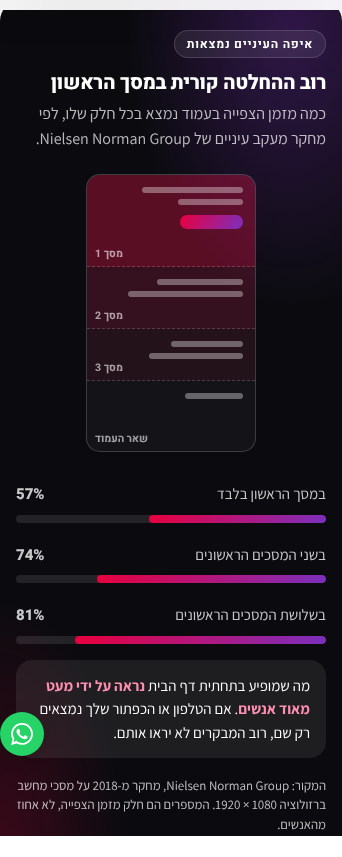 איפה העיניים נמצאות
רוב ההחלטה קורית במסך הראשון
כמה מזמן הצפייה בעמוד נמצא בכל חלק שלו, לפי
מחקר מעקב עיניים של Nielsen Norman Group.
מסך 1
מסך 2
מסך 3
שאר העמוד
במסך הראשון בלבד 57%
בשני המסכים הראשונים 74%
בשלושת המסכים הראשונים 81%
מה שמופיע בתחתית דף הבית נראה על ידי מעט
מאוד אנשים. אם הטלפון או הכפתור שלך נמצאים
רק שם, רוב המבקרים לא יראו אותם.
המקור: Nielsen Norman Group, מחקר מ-2018 על מסכי מחשב
ברזולוציה 1080 × 1920. המספרים הם חלק מזמן הצפייה, לא אחוז
מהאנשים.